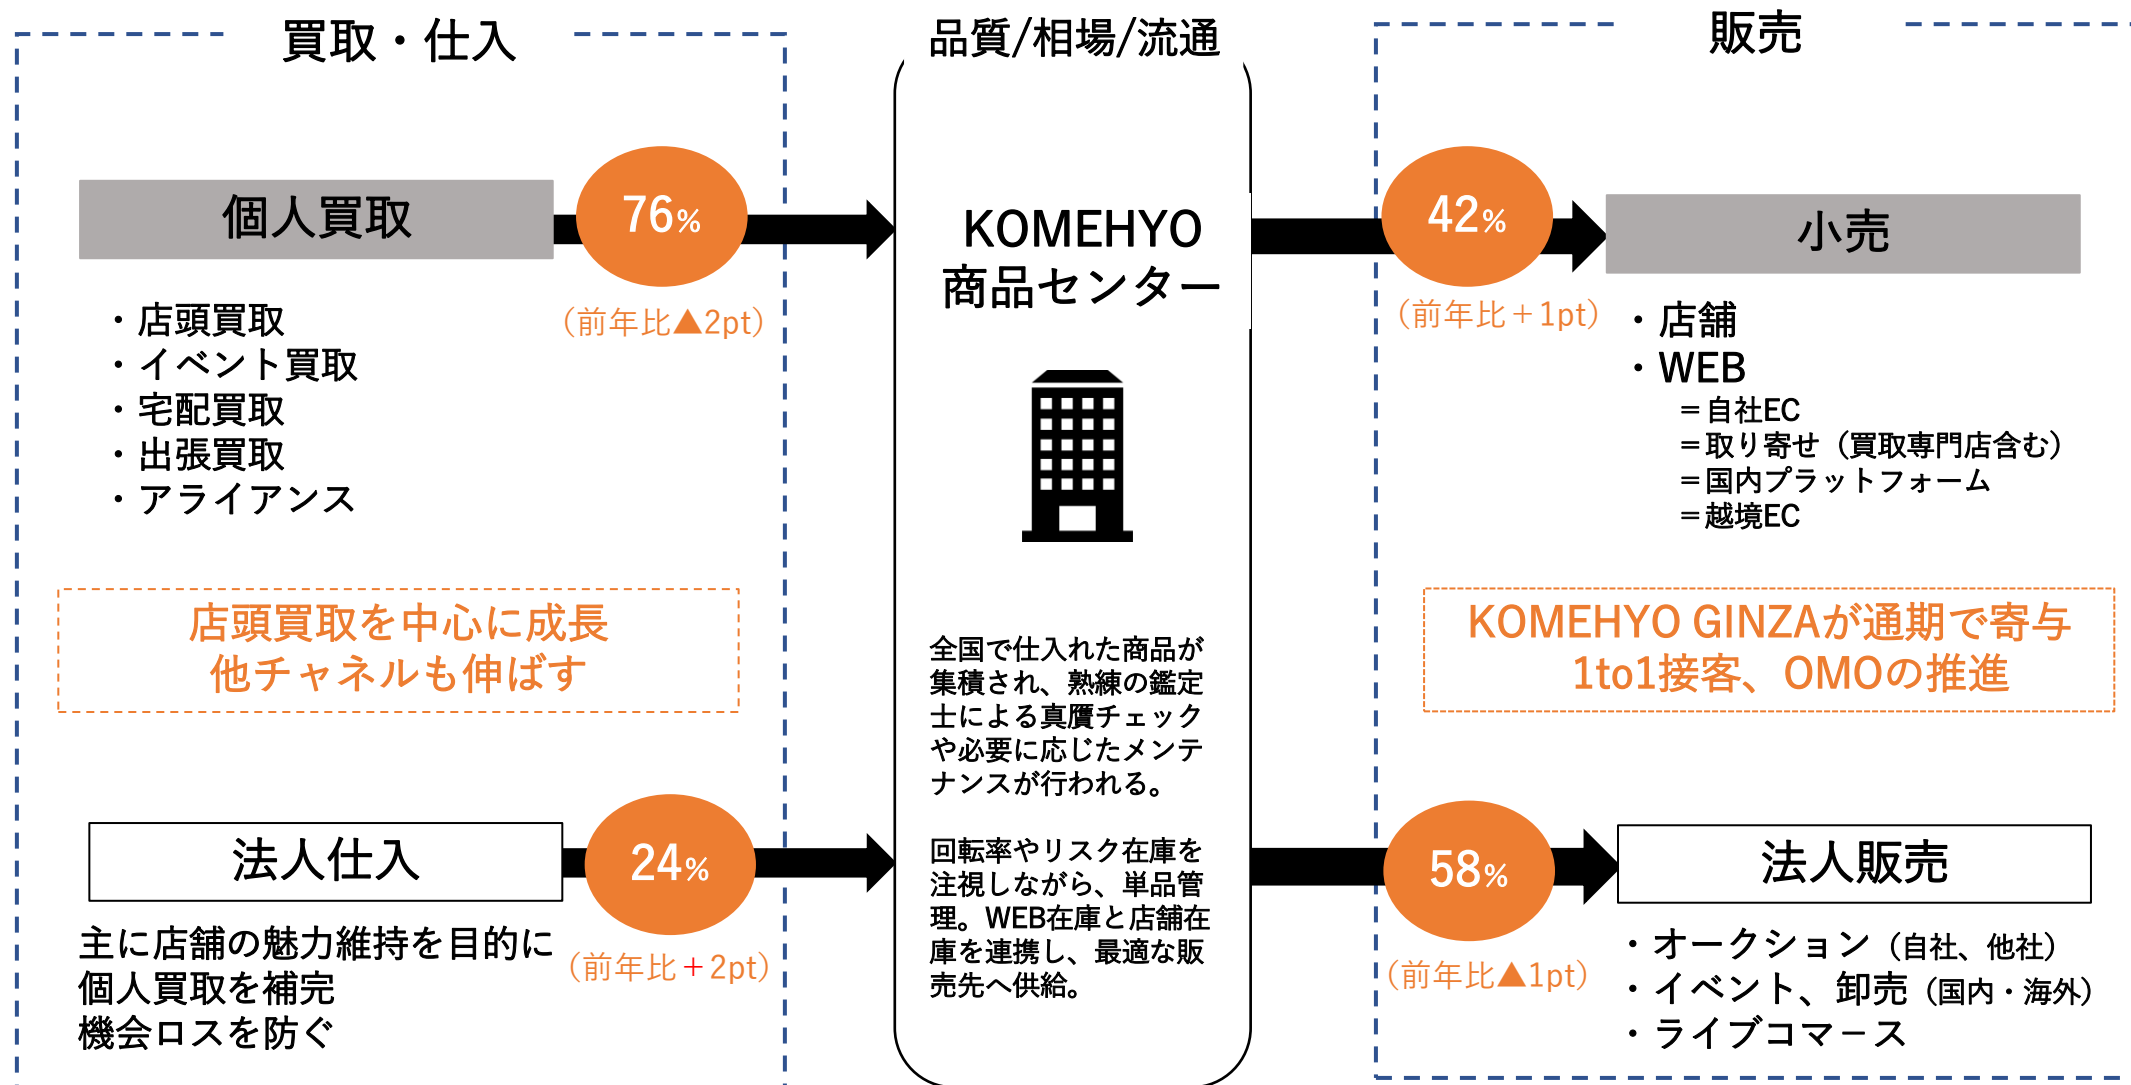 買取・仕入
個人買取
76%
（前年比▲2pt）
・店頭買取
・イベント買取
・宅配買取
・出張買取
・アライアンス
店頭買取を中心に成長
他チャネルも伸ばす
法人仕入
24%
（前年比＋2pt）
主に店舗の魅力維持を目的に
個人買取を補完
機会ロスを防ぐ
品質/相場/流通
KOMEHYO
商品センター
全国で仕入れた商品が
集積され、熟練の鑑定
士による真贋チェック
や必要に応じたメンテ
ナンスが行われる。
回転率やリスク在庫を
注視しながら、単品管
理。WEB在庫と店舗在
庫を連携し、最適な販
売先へ供給。
販売
42%
（前年比＋1pt）
小売
・店舗
・WEB
＝自社EC
＝取り寄せ（買取専門店含む）
＝国内プラットフォーム
＝越境EC
KOMEHYO GINZAが通期で寄与
1to1接客、OMOの推進
58%
（前年比▲1pt）
法人販売
・オークション（自社、他社）
・イベント、卸売（国内・海外）
・ライブコマース